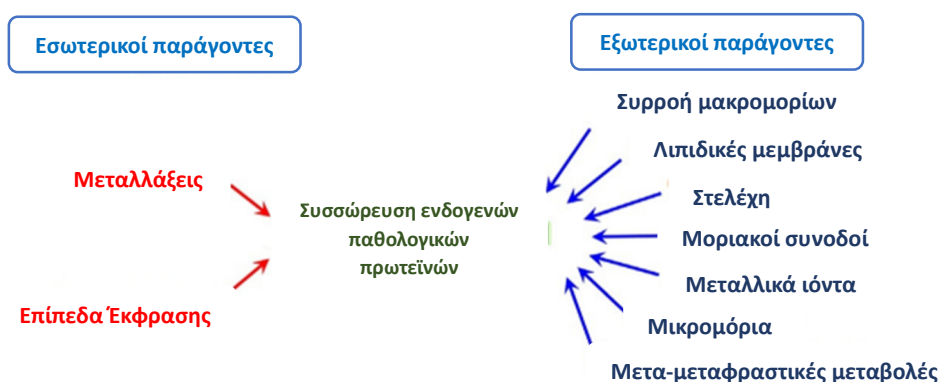 Εσωτερικοί παράγοντες
Εξωτερικοί παράγοντες
Συρροή μακρομορίων
Λιπιδικές μεμβράνες
Μεταλλάξεις
Στελέχη
Συσσώρευση ενδογενών
παθολογικών
πρωτεϊνών
Μοριακοί συνοδοί
Μεταλλικά ιόντα
Επίπεδα Έκφρασης
Μικρομόρια
Μετα-μεταφραστικές μεταβολές